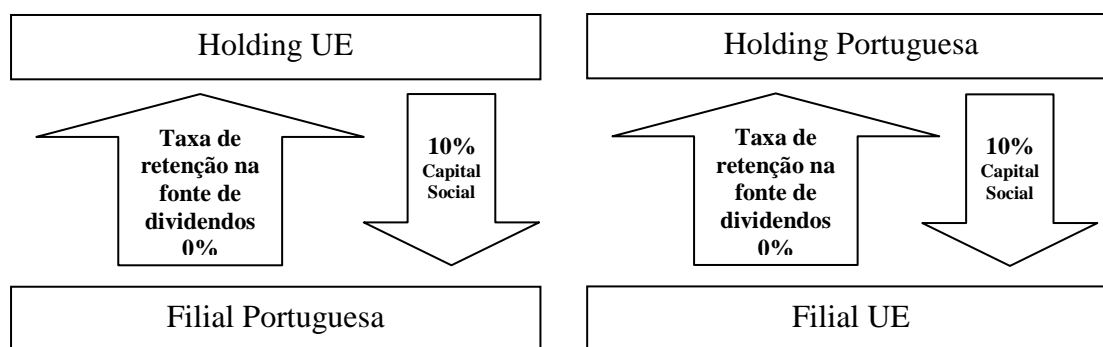 Holding UE
Taxa de
retenção na
fonte de
dividendos
0%
10%
Capital
Social
Filial Portuguesa
Holding Portuguesa
Taxa de
retenção na
fonte de
dividendos
0%
10%
Capital
Social
Filial UE